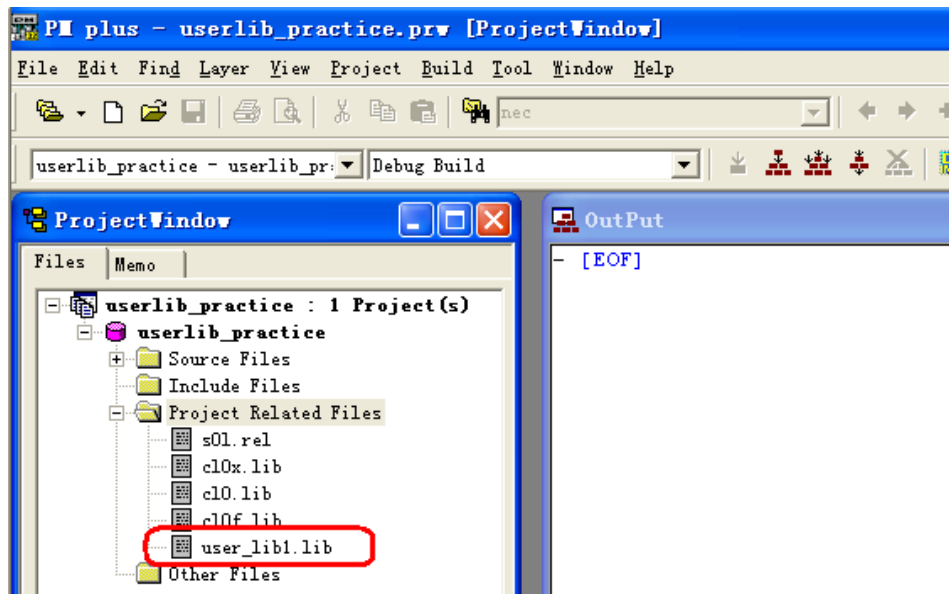 PM plus - userlib_practice.prw [ProjectWindow]
File Edit Find Layer View Project Build Tool Window Help
nec
userlib_practice - userlib_pr Debug Build
ProjectWindow
OutPut
Files Memo
[EOF]
userlib_practice : 1 Project(s)
userlib_practice
Source Files
Include Files
Project Related Files
s0l.rel
cl0x.lib
cl0.lib
cl0f.lib
user_lib1.lib
Other Files